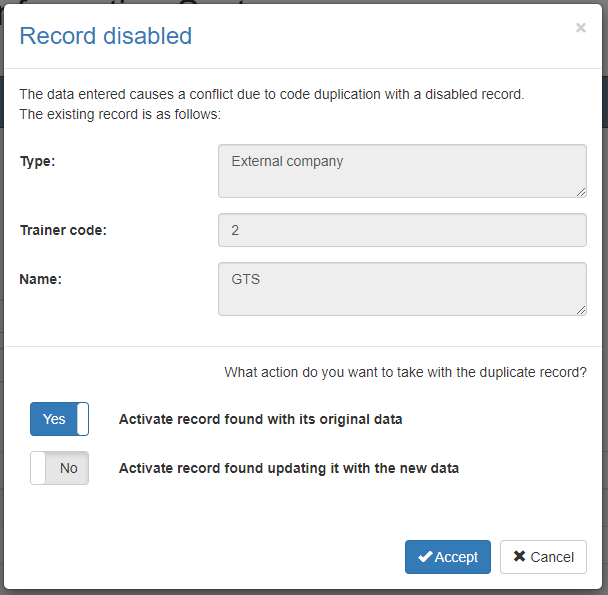 Record disabled
×
The data entered causes a conflict due to code duplication with a disabled record.
The existing record is as follows:
Type:
External company
Trainer code:
2
Name:
GTS
What action do you want to take with the duplicate record?
Yes
Activate record found with its original data
No
Activate record found updating it with the new data
Accept
Cancel